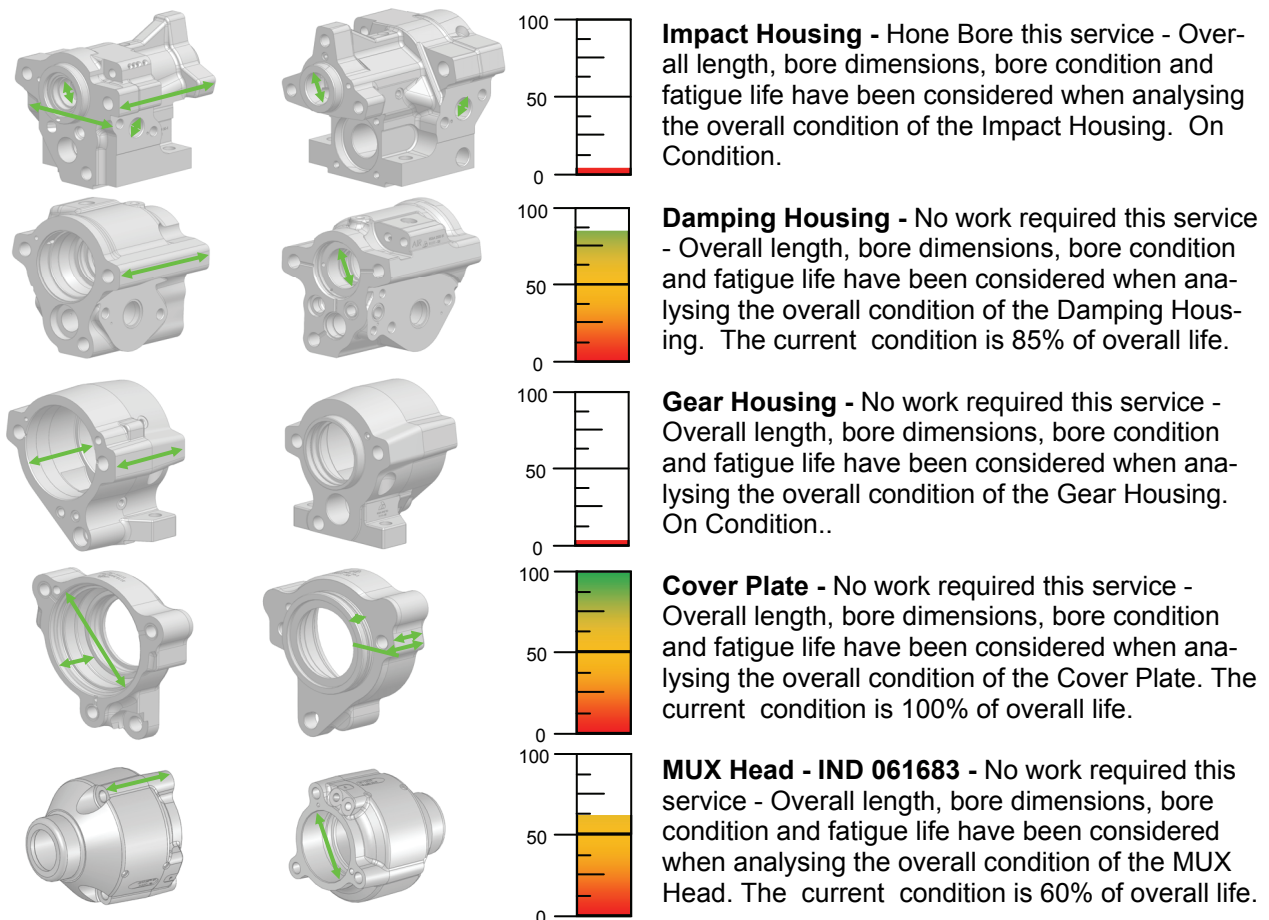 100
50
0
Impact Housing - Hone Bore this service - Over-
all length, bore dimensions, bore condition and
fatigue life have been considered when analysing
the overall condition of the Impact Housing.  On
Condition.
100
50
0
Damping Housing - No work required this service
- Overall length, bore dimensions, bore condition
and fatigue life have been considered when ana-
lysing the overall condition of the Damping Hous-
ing.  The current  condition is 85% of overall life.
100
50
0
Gear Housing - No work required this service -
Overall length, bore dimensions, bore condition
and fatigue life have been considered when ana-
lysing the overall condition of the Gear Housing.
On Condition..
100
50
0
Cover Plate - No work required this service -
Overall length, bore dimensions, bore condition
and fatigue life have been considered when ana-
lysing the overall condition of the Cover Plate. The
current  condition is 100% of overall life.
100
50
0
MUX Head - IND 061683 - No work required this
service - Overall length, bore dimensions, bore
condition and fatigue life have been considered
when analysing the overall condition of the MUX
Head. The  current  condition is 60% of overall life.